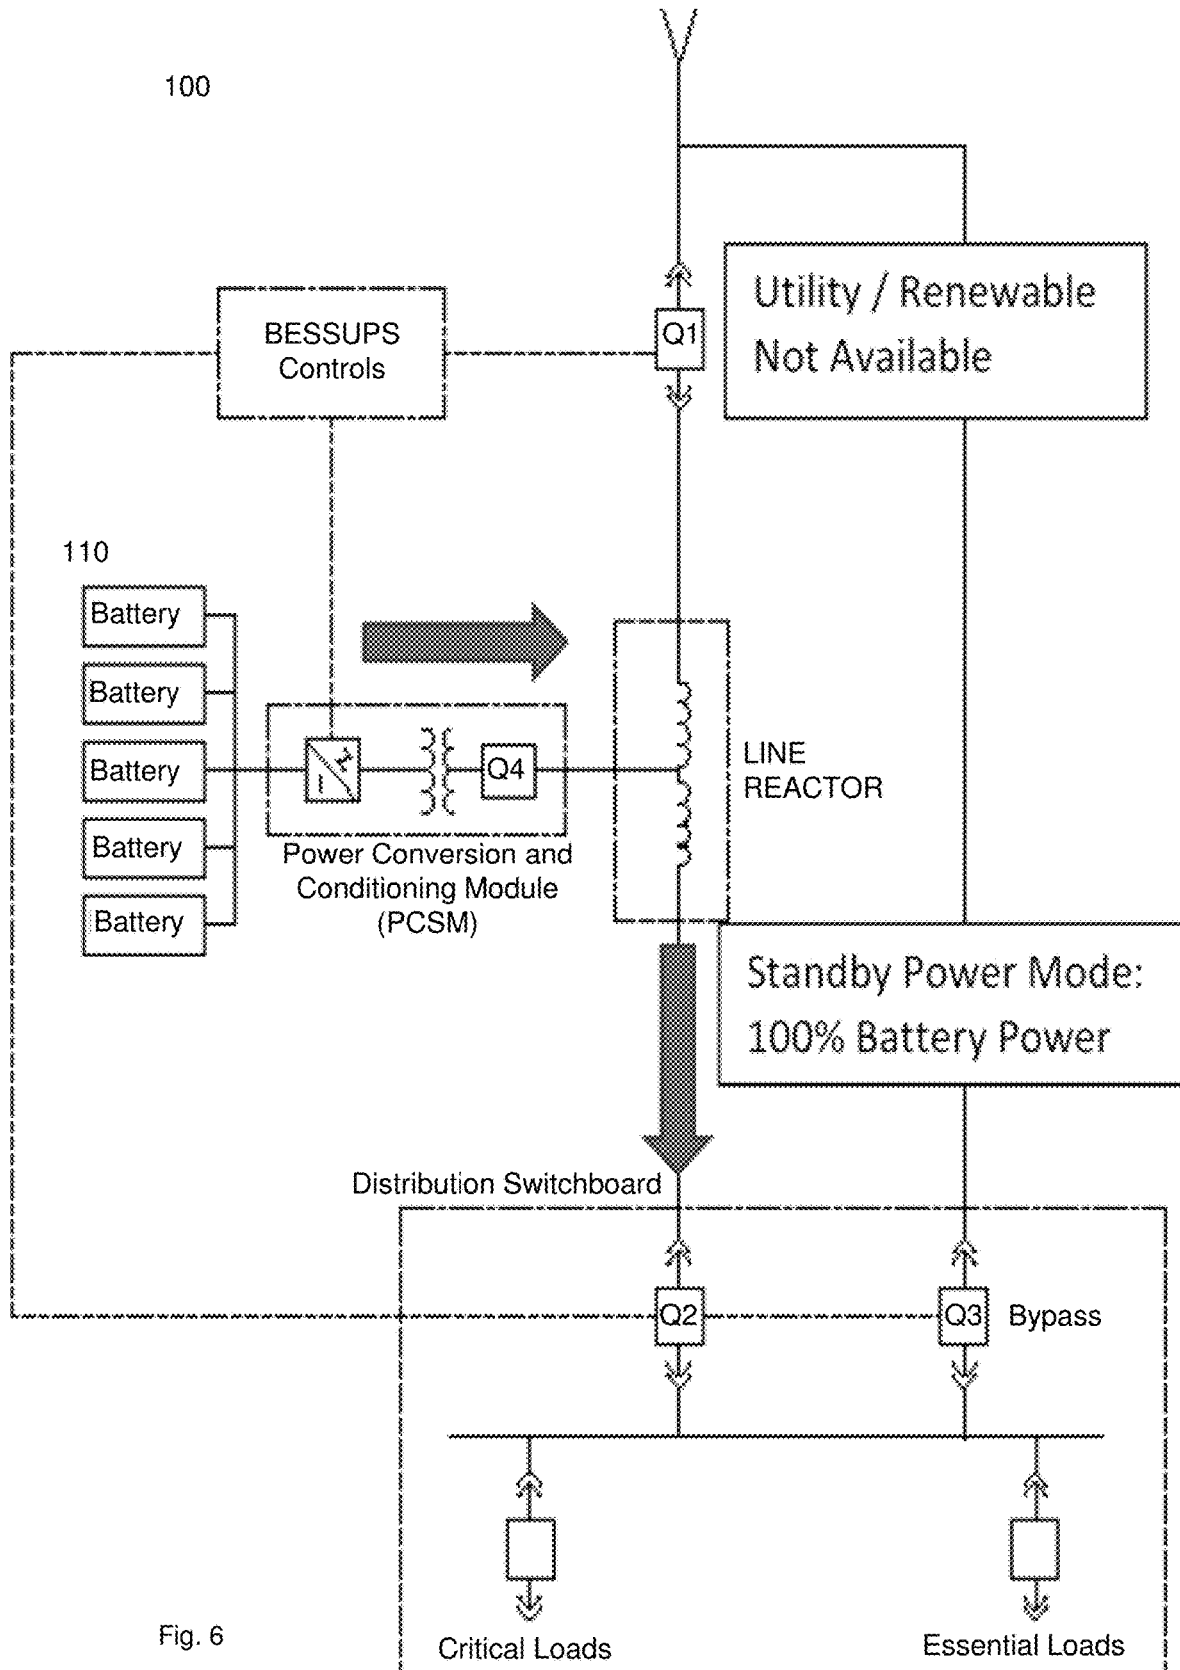 100
Utility / Renewable
Not Available
BESSUPS
Controls
Q1
110
Battery
Battery
Battery
Battery
Battery
Q4
LINE
REACTOR
Power Conversion and
Conditioning Module
(PCSM)
Standby Power Mode:
100% Battery Power
Distribution Switchboard
Q2
Q3
Bypass
Critical Loads
Essential Loads
Fig. 6